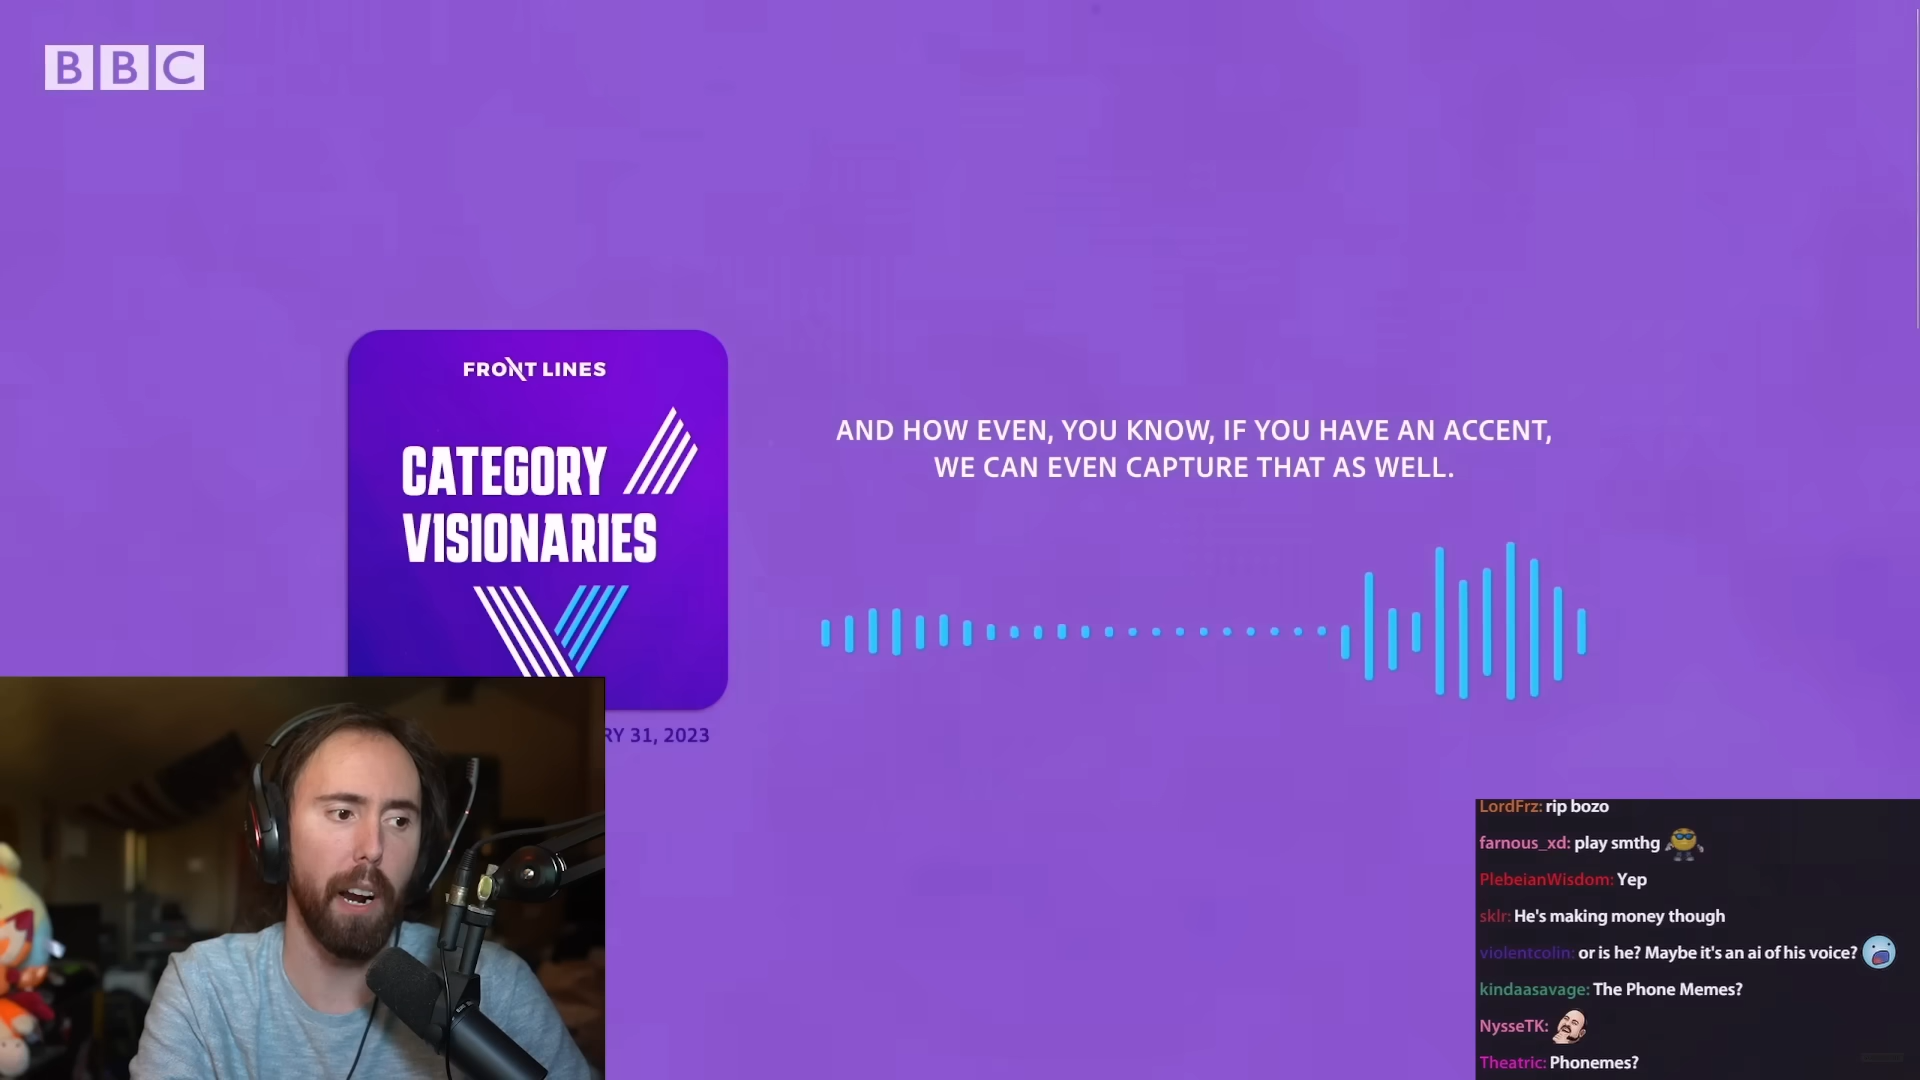 BBC
FRONT LINES
CATEGORY
VISIONARIES
RY 31, 2023
AND HOW EVEN, YOU KNOW, IF YOU HAVE AN ACCENT,
WE CAN EVEN CAPTURE THAT AS WELL.
LordFrz: rip bozo
farnous_xd: play smthg
PlebeianWisdom: Yep
sklr: He's making money though
violentcolin: or is he? Maybe it's an ai of his voice?
kindaasavage: The Phone Memes?
NysseTK:
Theatric: Phonemes?